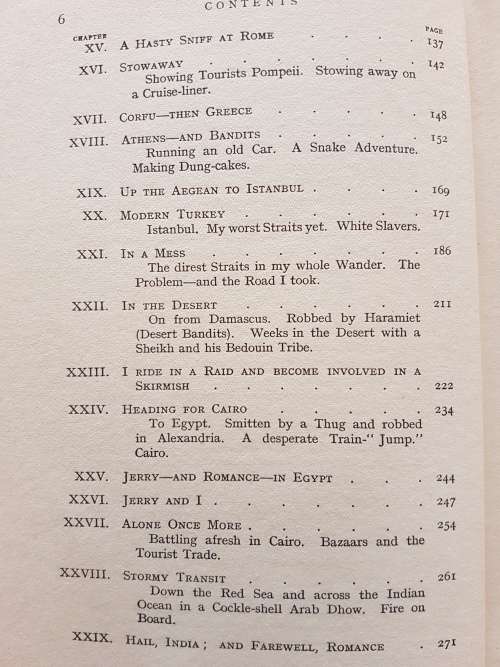 6 CONTENTS
CHAPTER PAGE
XV. A HASTY SNIFF AT ROME . . . . 137
XVI. STOWAWAY . . . . . . 142
Showing Tourists Pompeii. Stowing away on
a Cruise-liner.
XVII. CORFU—THEN GREECE . . . . . 148
XVIII. ATHENS—AND BANDITS . . . . . 152
Running an old Car. A Snake Adventure.
Making Dung-cakes.
XIX. UP THE AEGEAN TO ISTANBUL . . . . 169
XX. MODERN TURKEY . . . . . . 171
Istanbul. My worst Straits yet. White Slavers.
XXI. IN A MESS . . . . . . 186
The direst Straits in my whole Wander. The
Problem—and the Road I took.
XXII. IN THE DESERT . . . . . . 211
On from Damascus. Robbed by Haramiet
(Desert Bandits). Weeks in the Desert with a
Sheikh and his Bedouin Tribe.
XXIII. I RIDE IN A RAID AND BECOME INVOLVED IN A
SKIRMISH . . . . . . . 222
XXIV. HEADING FOR CAIRO . . . . . 234
To Egypt. Smitten by a Thug and robbed
in Alexandria. A desperate Train-“ Jump.”
Cairo.
XXV. JERRY—AND ROMANCE—IN EGYPT . . . 244
XXVI. JERRY AND I . . . . . . . 247
XXVII. ALONE ONCE MORE . . . . . . 254
Battling afresh in Cairo. Bazaars and the
Tourist Trade.
XXVIII. STORMY TRANSIT . . . . . . 261
Down the Red Sea and across the Indian
Ocean in a Cockle-shell Arab Dhow. Fire on
Board.
XXIX. HAIL, INDIA ; AND FAREWELL, ROMANCE . 271